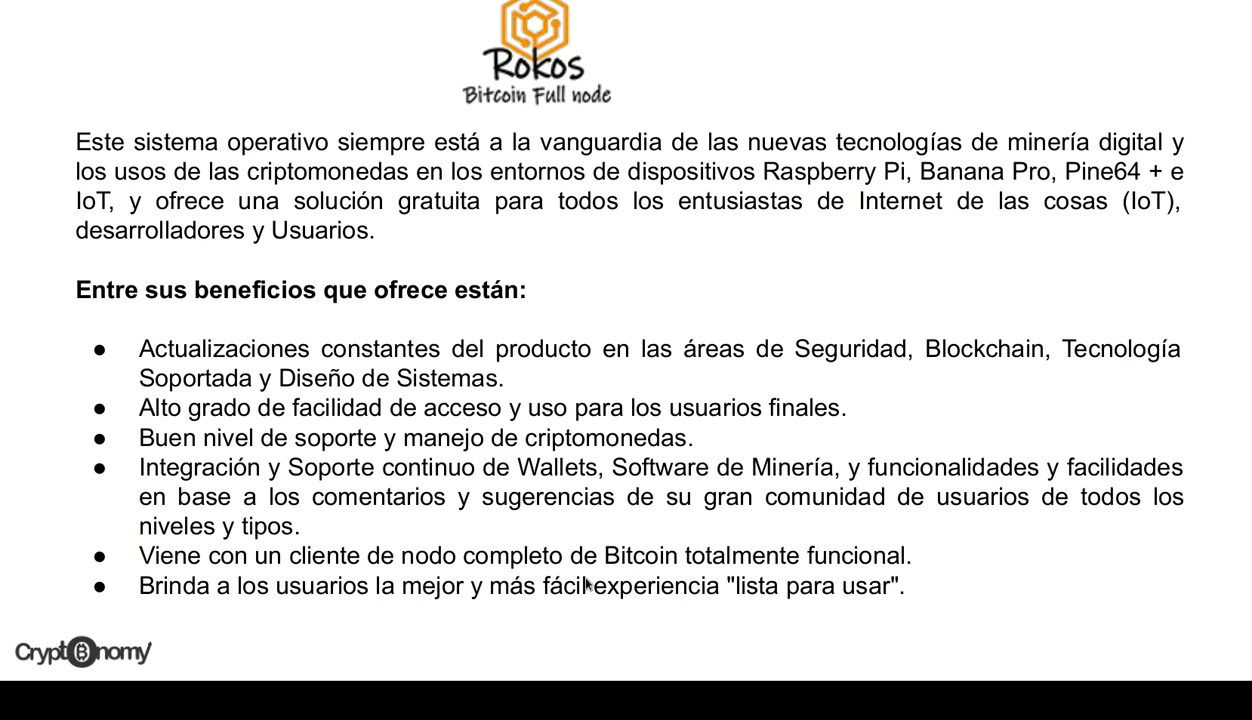 Rokos
Bitcoin Full node
Este sistema operativo siempre está a la vanguardia de las nuevas tecnologías de minería digital y
los usos de las criptomonedas en los entornos de dispositivos Raspberry Pi, Banana Pro, Pine64 + e
IoT, y ofrece una solución gratuita para todos los entusiastas de Internet de las cosas (IoT),
desarrolladores y Usuarios.
Entre sus beneficios que ofrece están:
● Actualizaciones constantes del producto en las áreas de Seguridad, Blockchain, Tecnología
Soportada y Diseño de Sistemas.
● Alto grado de facilidad de acceso y uso para los usuarios finales.
● Buen nivel de soporte y manejo de criptomonedas.
● Integración y Soporte continuo de Wallets, Software de Minería, y funcionalidades y facilidades
en base a los comentarios y sugerencias de su gran comunidad de usuarios de todos los
niveles y tipos.
● Viene con un cliente de nodo completo de Bitcoin totalmente funcional.
● Brinda a los usuarios la mejor y más fácil experiencia "lista para usar".
Crypt₿nomy